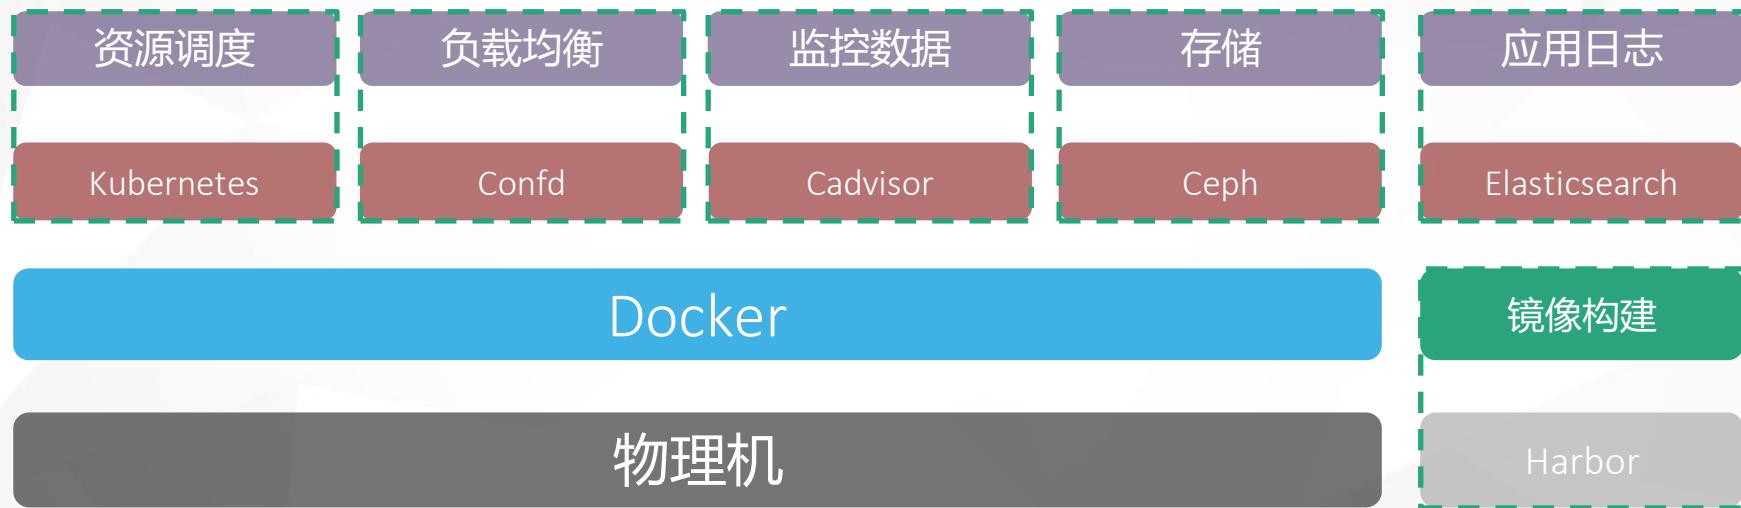 资源调度
负载均衡
监控数据
存储
应用日志
Kubernetes
Confd
Cadvisor
Ceph
Elasticsearch
Docker
镜像构建
物理机
Harbor